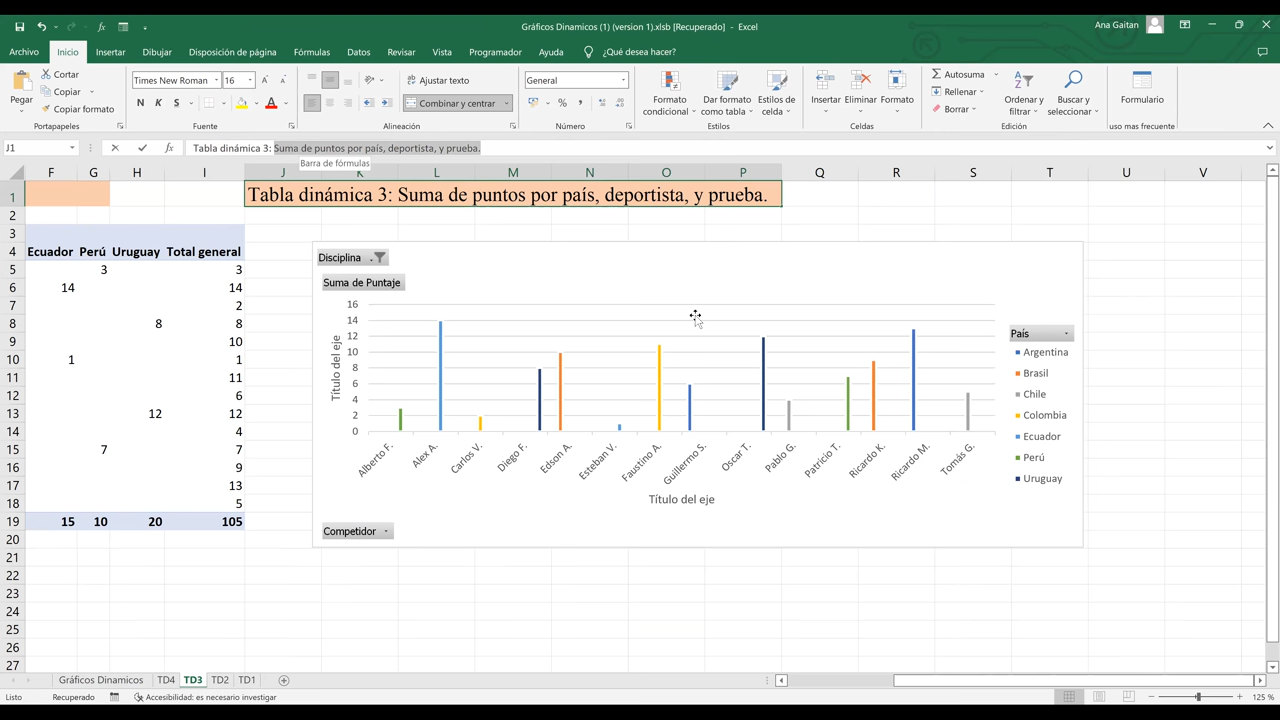 Gráficos Dinamicos (1) (version 1).xlsb [Recuperado] - Excel
Ana Gaitan
Archivo Inicio Insertar Dibujar Disposición de página Fórmulas Datos Revisar Vista Programador Ayuda ¿Qué desea hacer?
Pegar
Cortar
Copiar
Copiar formato
Portapapeles
Times New Roman 16
N K S
Fuente
Ajustar texto
Combinar y centrar
Alineación
General
Número
Formato condicional
Dar formato como tabla
Estilos de celda
Estilos
Insertar Eliminar Formato
Celdas
Autosuma
Rellenar
Borrar
Ordenar y filtrar
Buscar y seleccionar
Edición
Formulario
uso mas frecuente
J1 fx Tabla dinámica 3: Suma de puntos por país, deportista, y prueba.
Barra de fórmulas
F G H I J K L M N O P Q R S T U V
1 Tabla dinámica 3: Suma de puntos por país, deportista, y prueba.
2
3
4 Ecuador Perú Uruguay Total general
5 3 3
6 14 14
7 2
8 8 8
9 10
10 1 1
11 11
12 6
13 12 12
14 4
15 7 7
16 9
17 13
18 5
19 15 10 20 105
20
21
22
23
24
25
26
27
Disciplina
Suma de Puntaje
Título del eje
16
14
12
10
8
6
4
2
0
Alberto F. Alex A. Carlos V. Diego F. Edson A. Esteban V. Faustino A. Guillermo S. Oscar T. Pablo G. Patricio T. Ricardo K. Ricardo M. Tomás G.
Título del eje
País
Argentina
Brasil
Chile
Colombia
Ecuador
Perú
Uruguay
Competidor
Gráficos Dinamicos TD4 TD3 TD2 TD1
Listo Recuperado Accesibilidad: es necesario investigar 125 %